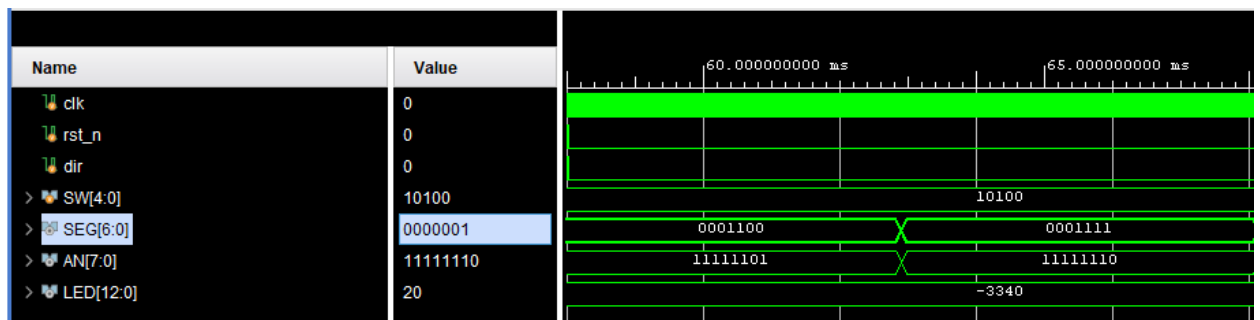 Name Value 60.000000000 ms 65.000000000 ms
clk 0
rst_n 0
dir 0
SW[4:0] 10100 10100
SEG[6:0] 0000001 0001100 0001111
AN[7:0] 11111110 11111101 11111110
LED[12:0] 20 -3340